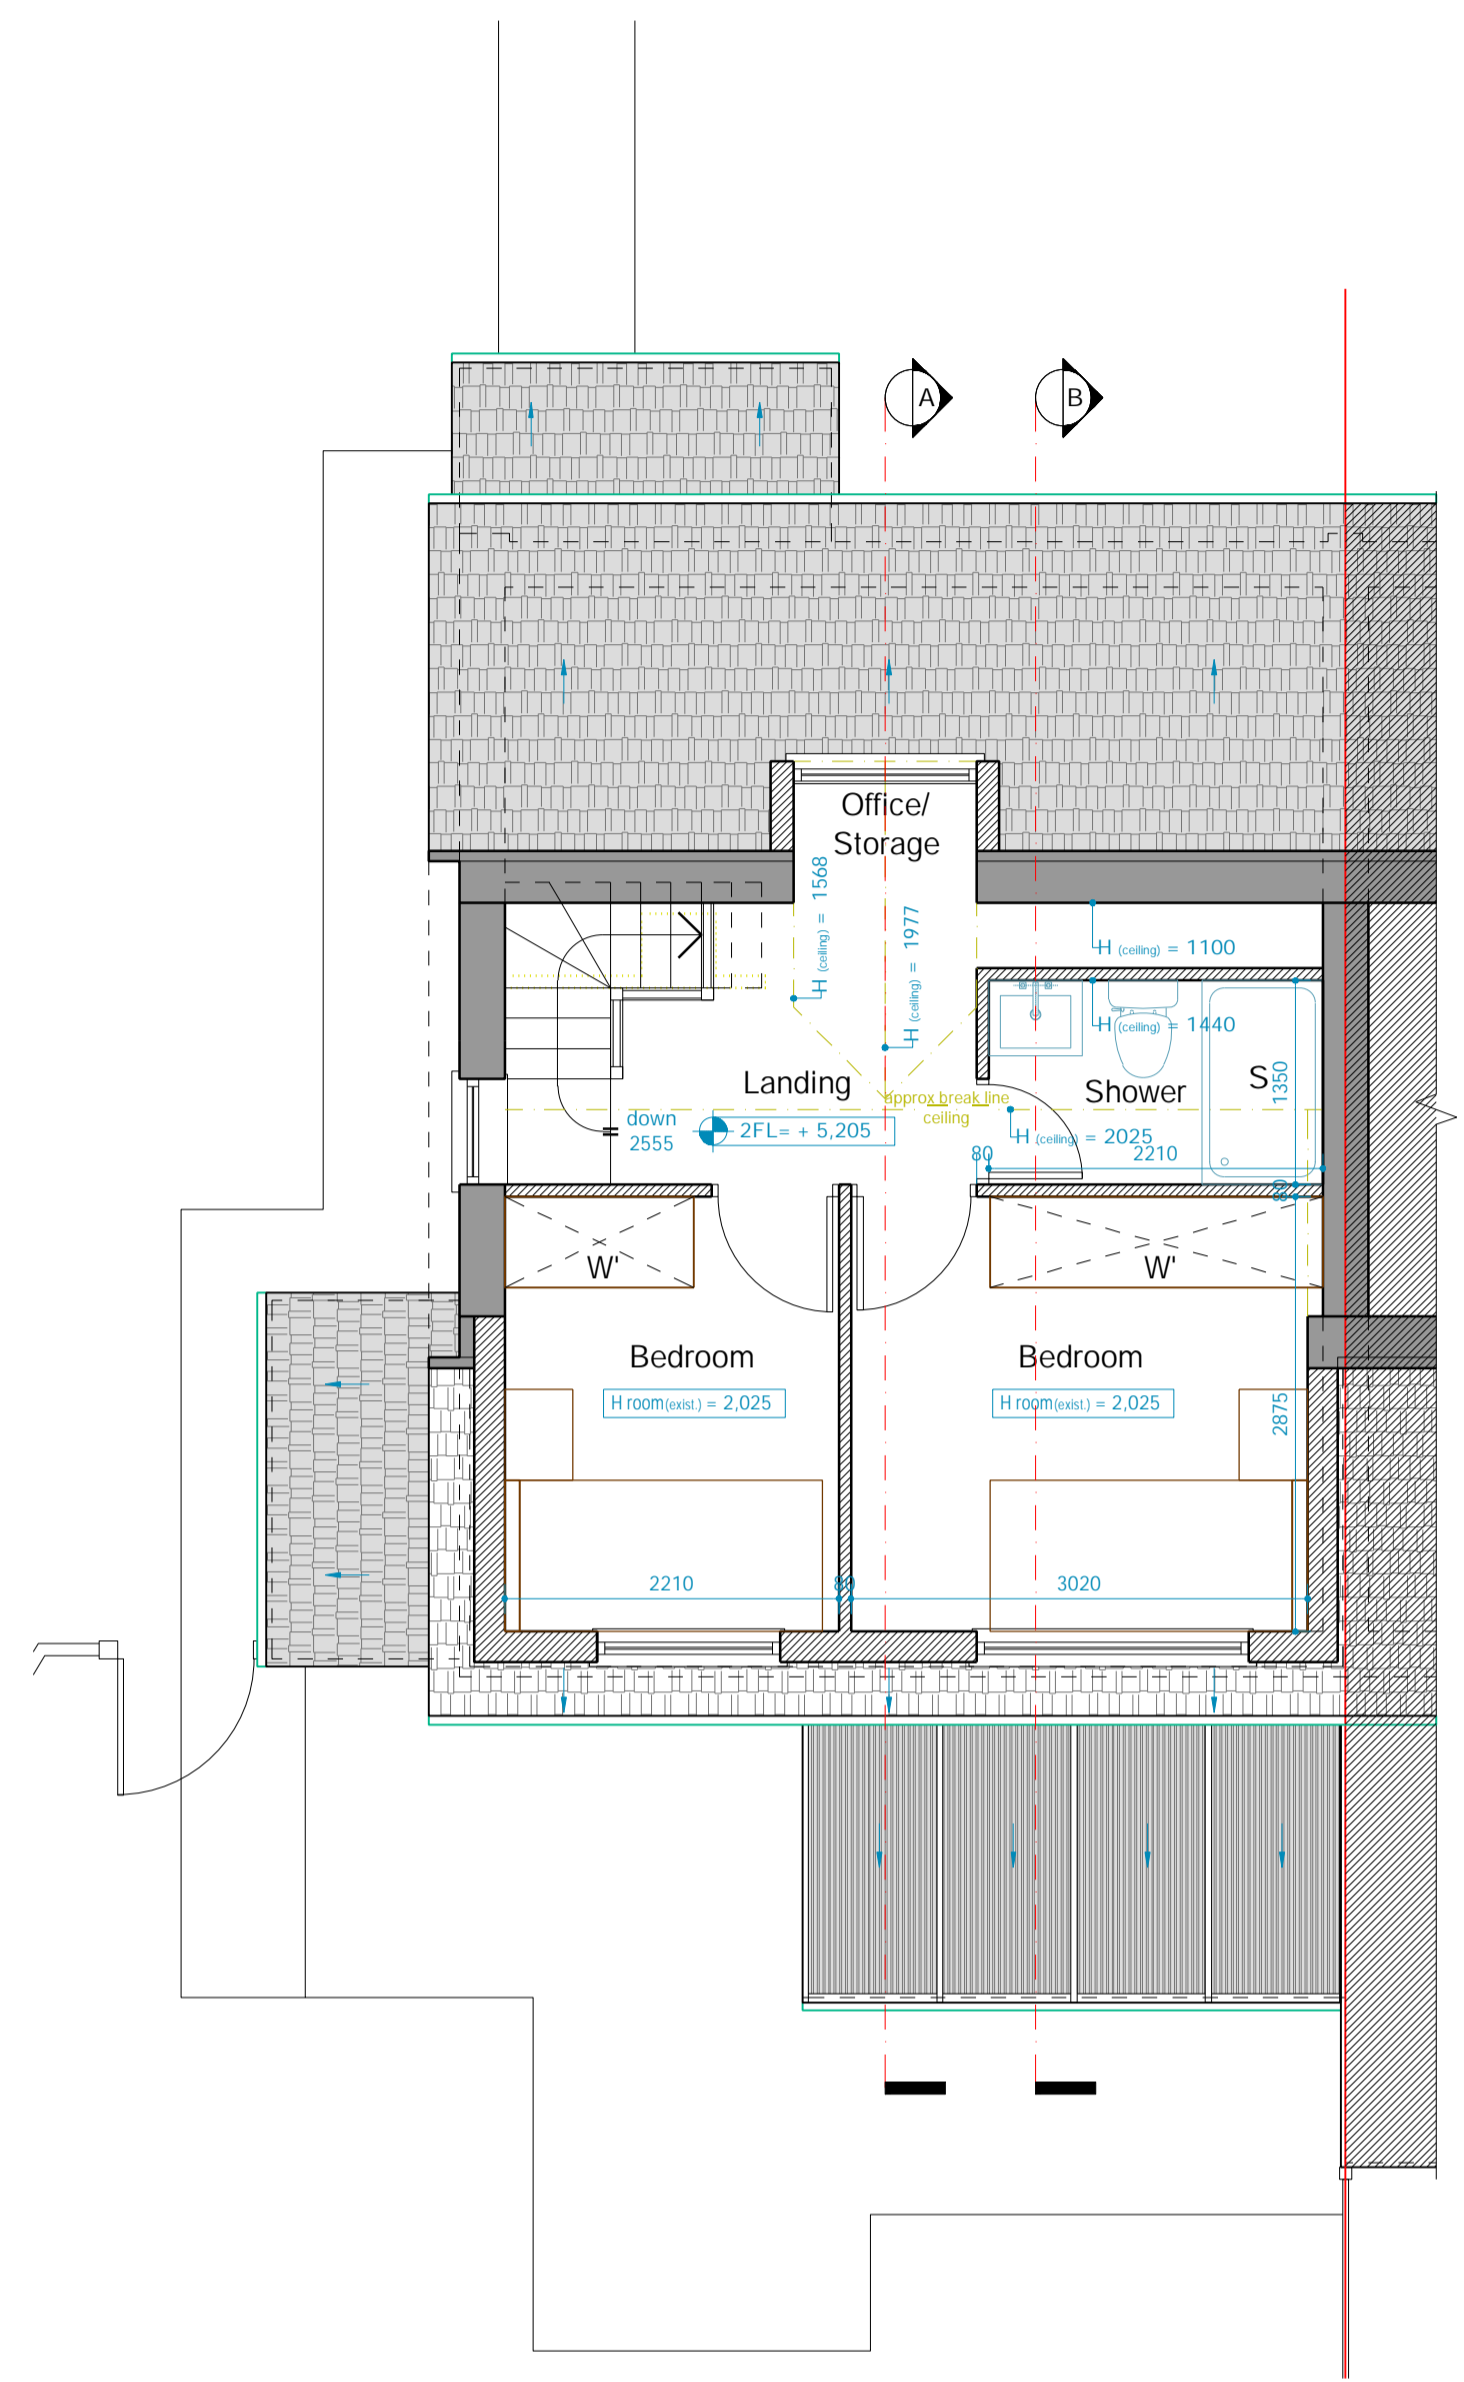 A
B
Office/
Storage
H (ceiling) = 1568
H (ceiling) = 1977
H (ceiling) = 1100
H (ceiling) = 1440
Landing
Shower
S
1350
approx break line
ceiling
down
2555
2FL= + 5,205
H (ceiling) = 2025
80
2210
80
W'
W'
Bedroom
Bedroom
H room(exist.) = 2,025
H room(exist.) = 2,025
2875
2210
80
3020